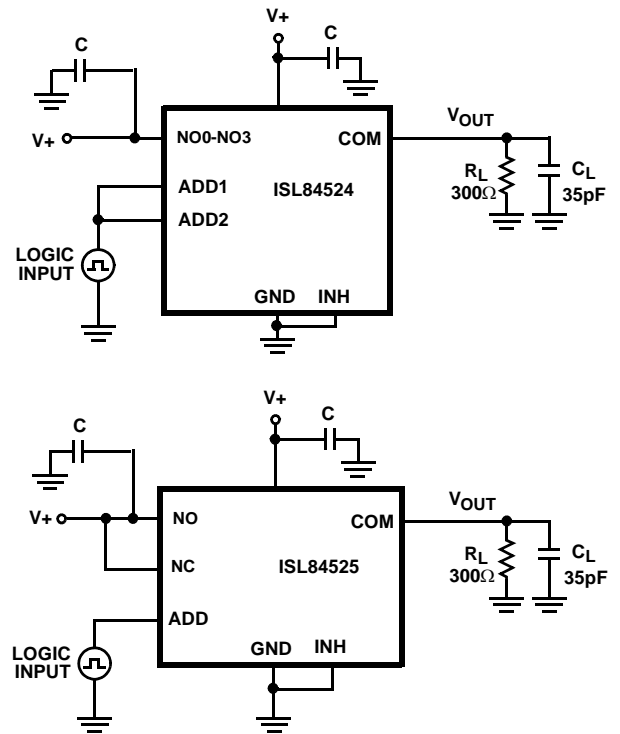 V+
C
C
V+
NO0-NO3
COM
VOUT
ADD1
ISL84524
RL
300Ω
CL
35pF
ADD2
LOGIC
INPUT
GND
INH
V+
C
C
V+
NO
COM
VOUT
NC
ISL84525
RL
300Ω
CL
35pF
ADD
LOGIC
INPUT
GND
INH